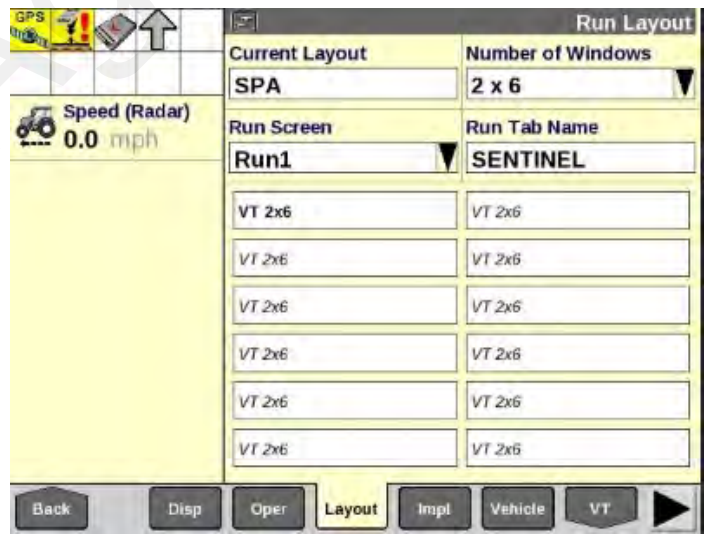 GPS
Run Layout
Speed (Radar)
0.0 mph
Current Layout
SPA
Number of Windows
2 x 6
Run Screen
Run1
Run Tab Name
SENTINEL
VT 2x6
VT 2x6
VT 2x6
VT 2x6
VT 2x6
VT 2x6
VT 2x6
VT 2x6
VT 2x6
VT 2x6
VT 2x6
VT 2x6
Back
Disp
Oper
Layout
Impl
Vehicle
VT